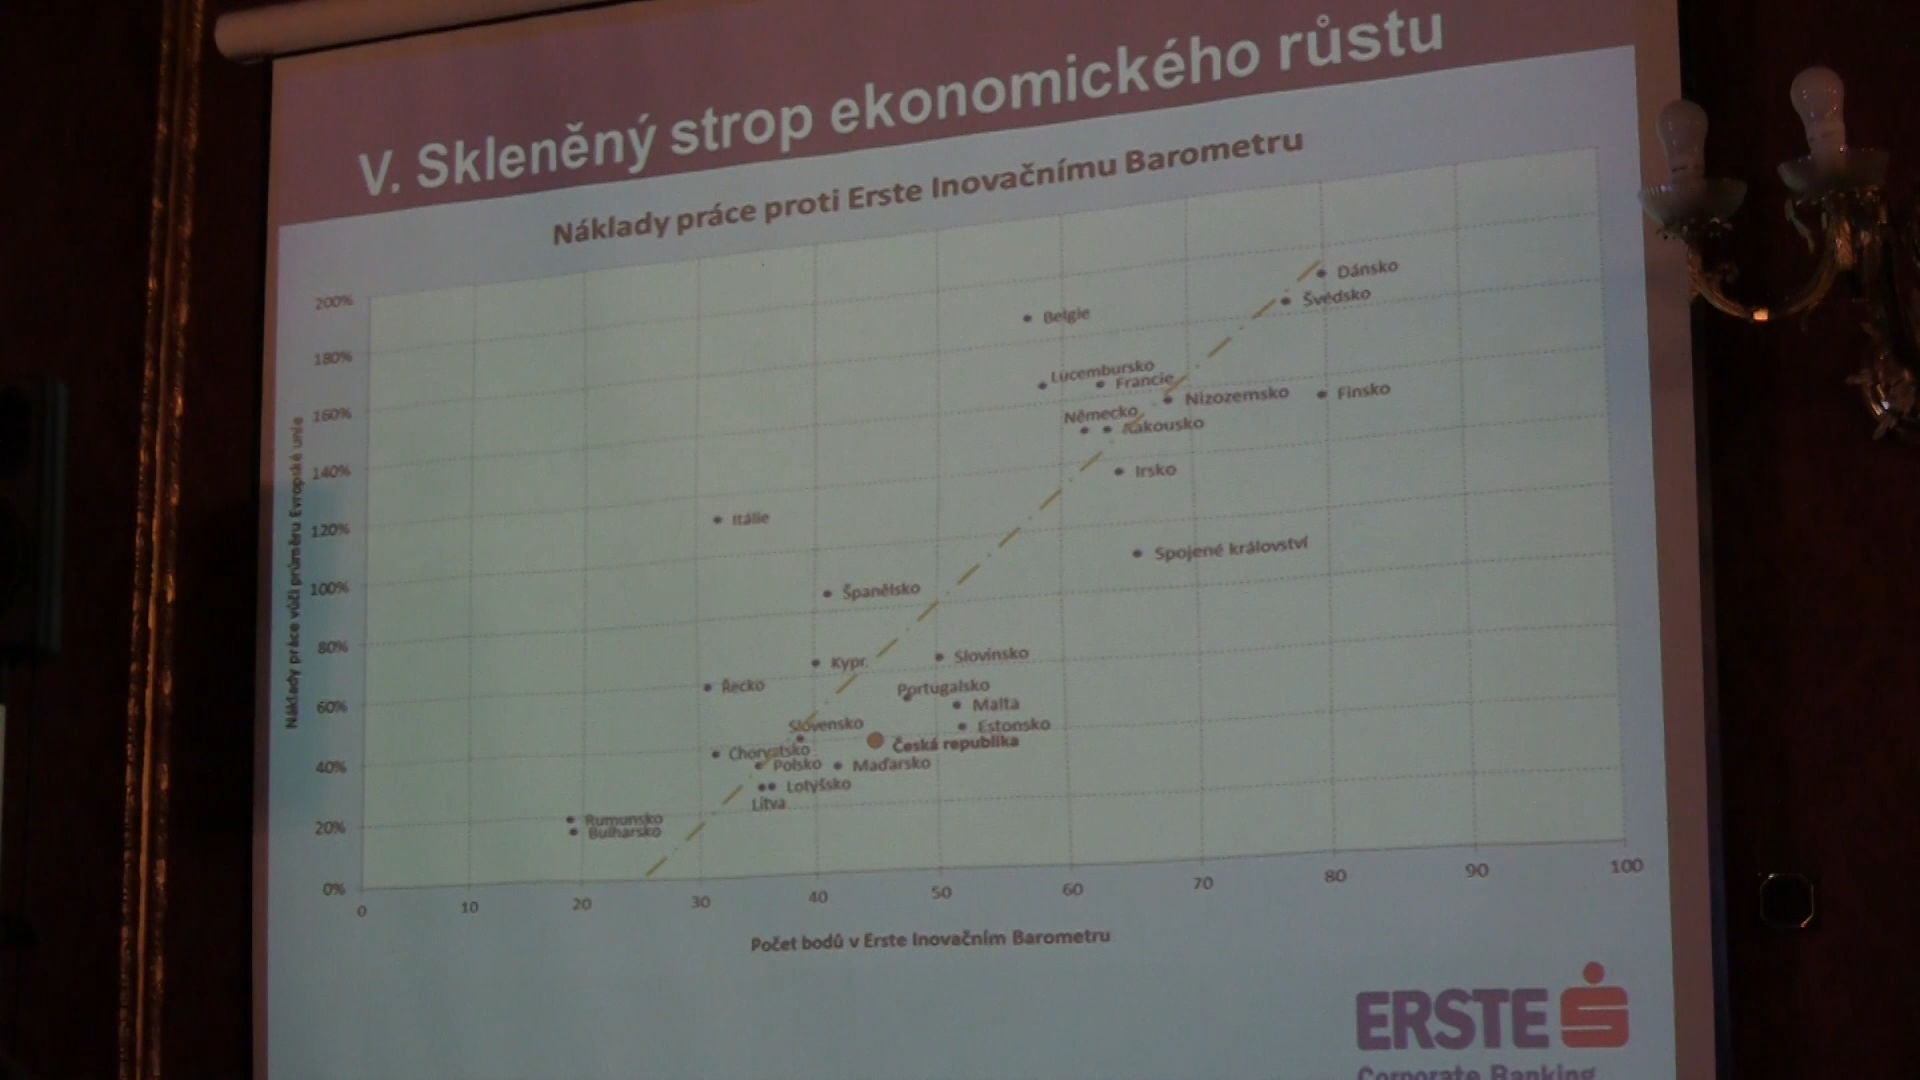 V. Skleněný strop ekonomického růstu
Náklady práce proti Erste Inovačnímu Barometru
Náklady práce vůči průměru Evropské unie
200%
180%
160%
140%
120%
100%
80%
60%
40%
20%
0%
0
10
20
30
40
50
60
70
80
90
100
Dánsko
Švédsko
Belgie
Lucembursko
Francie
Nizozemsko
Finsko
Německo
Rakousko
Irsko
Itálie
Spojené království
Španělsko
Kypr
Slovinsko
Řecko
Portugalsko
Malta
Slovensko
Estonsko
Česká republika
Chorvatsko
Polsko
Maďarsko
Lotyšsko
Litva
Rumunsko
Bulharsko
Počet bodů v Erste Inovačním Barometru
ERSTE
Corporate Banking